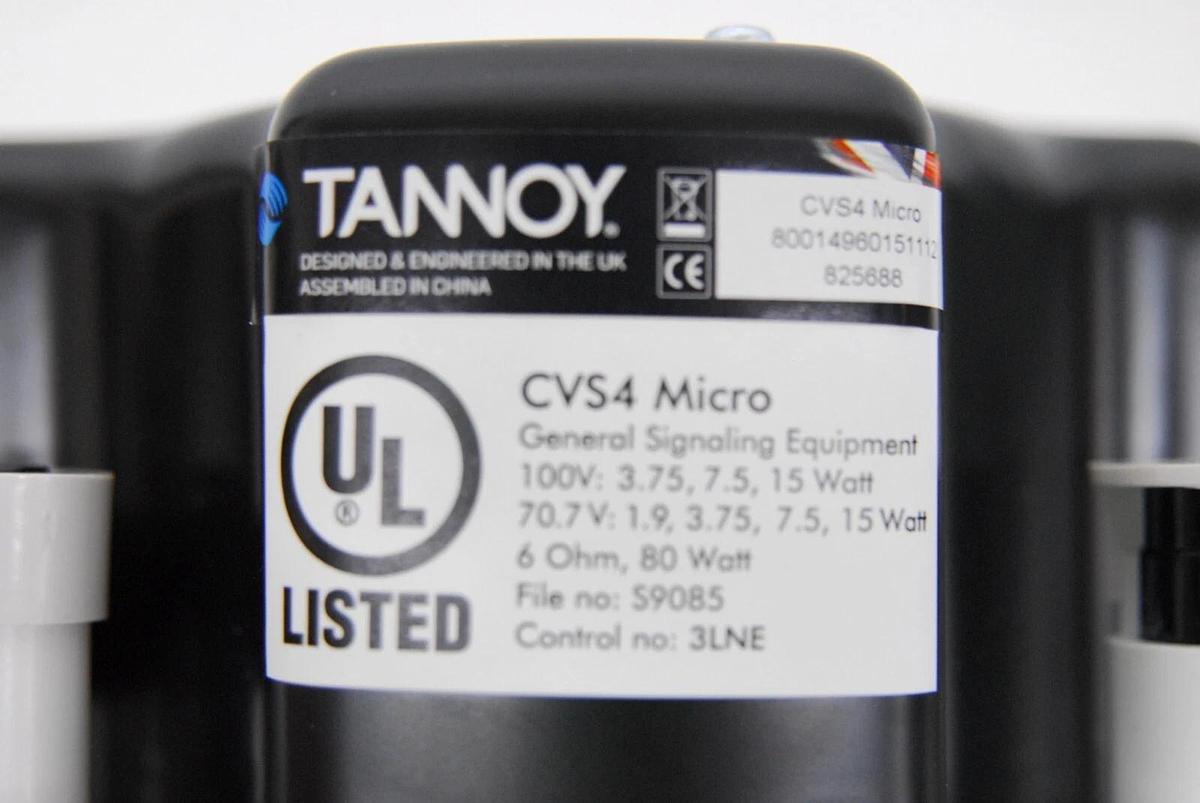 TANNOY.
DESIGNED & ENGINEERED IN THE UK
ASSEMBLED IN CHINA
CE
CVS4 Micro
80014960151112
825688
UL
®
LISTED
CVS4 Micro
General Signaling Equipment
100V: 3.75, 7.5, 15 Watt
70.7V: 1.9, 3.75, 7.5, 15 Watt
6 Ohm, 80 Watt
File no: S9085
Control no: 3LNE